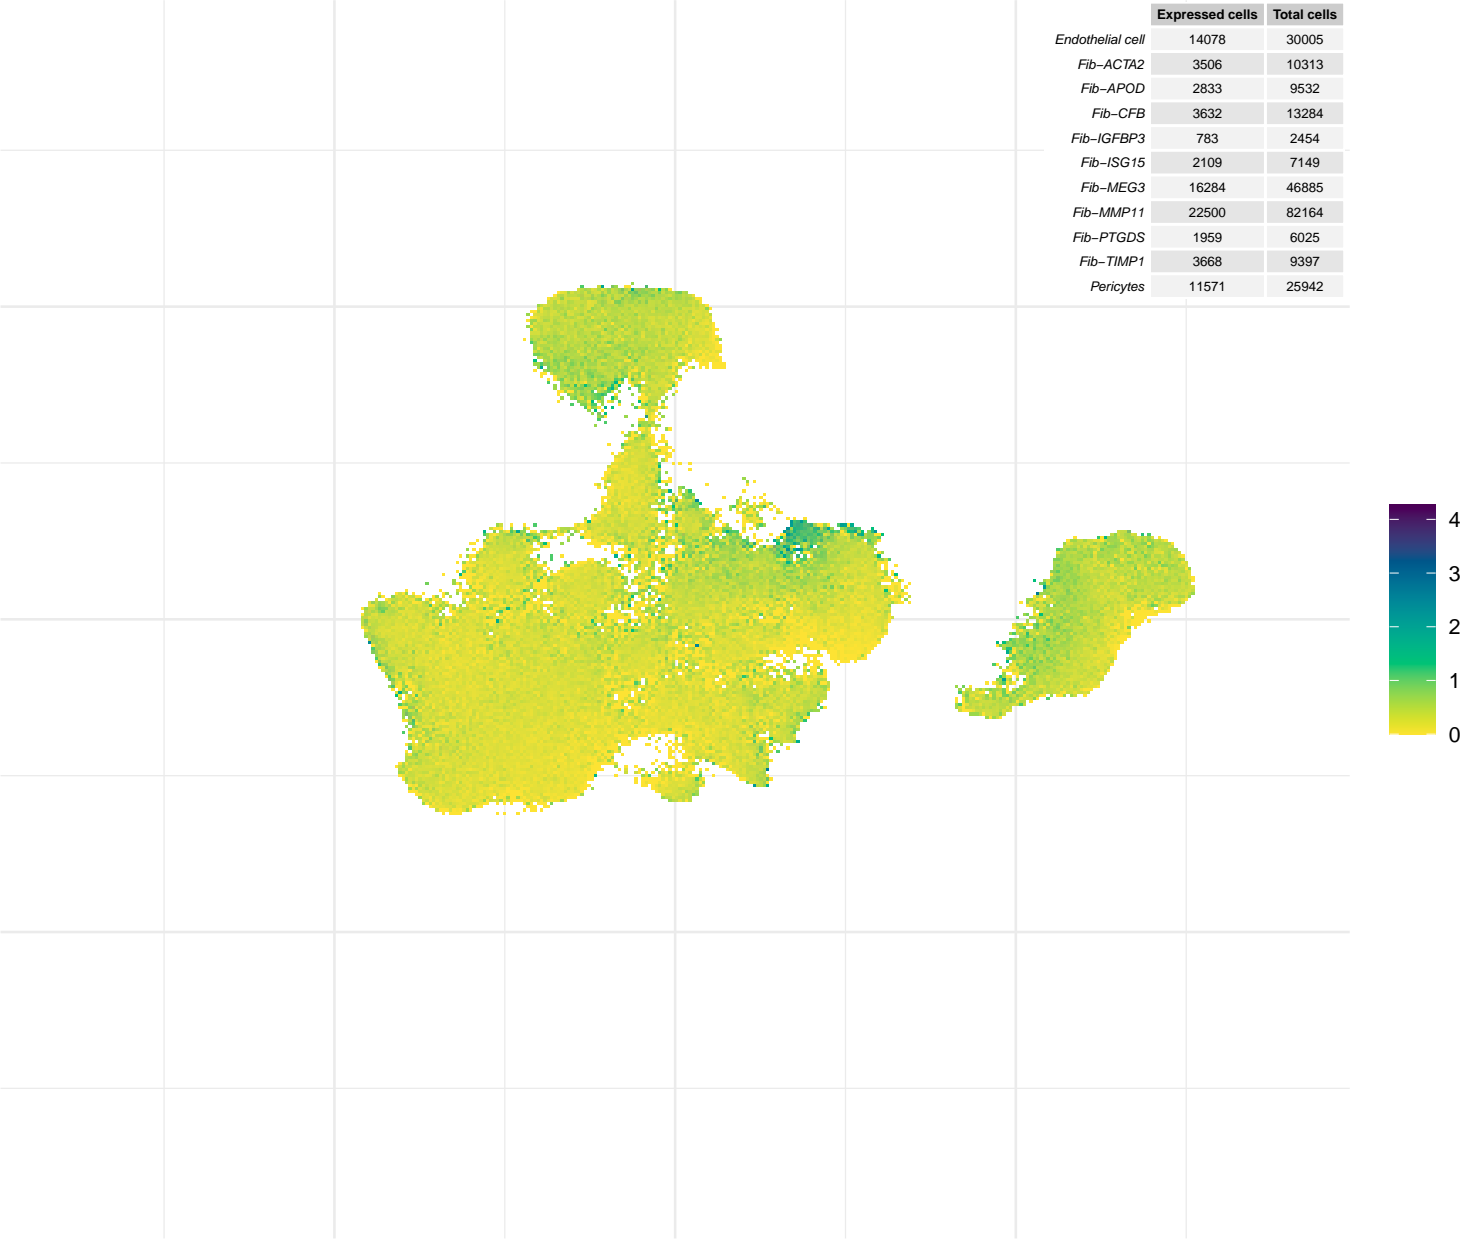 Expressed cells Total cells
Endothelial cell 14078 30005
Fib−ACTA2 3506 10313
Fib−APOD 2833 9532
Fib−CFB 3632 13284
Fib−IGFBP3 783 2454
Fib−ISG15 2109 7149
Fib−MEG3 16284 46885
Fib−MMP11 22500 82164
Fib−PTGDS 1959 6025
Fib−TIMP1 3668 9397
Pericytes 11571 25942
4
3
2
1
0